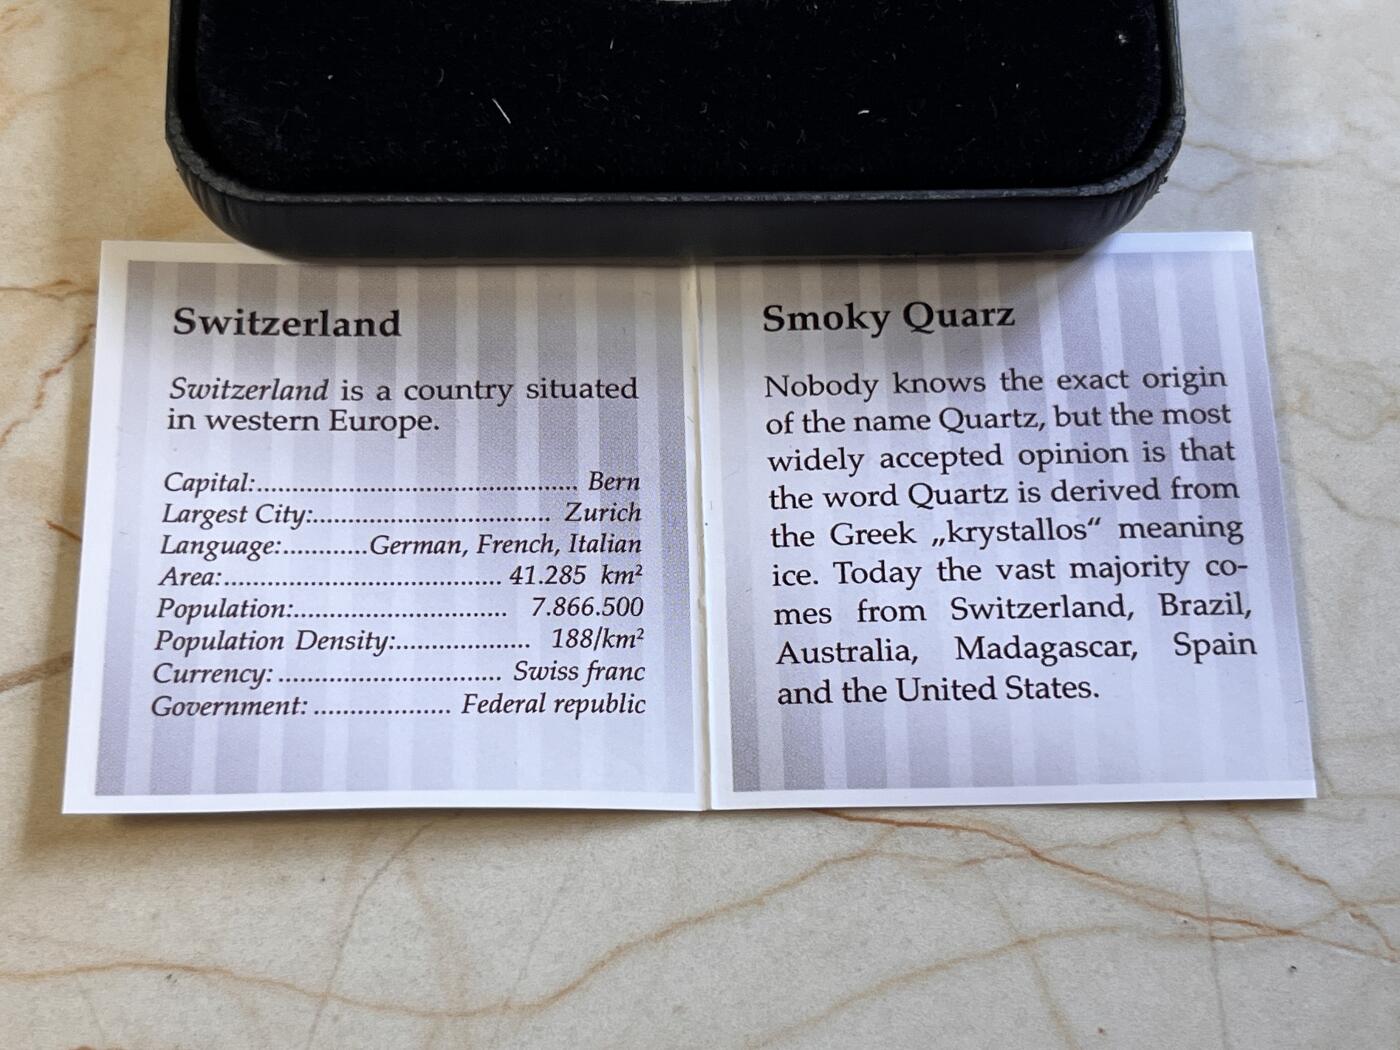 Switzerland
Switzerland is a country situated
in western Europe.
Capital:................................................ Bern
Largest City:................................... Zurich
Language:............German, French, Italian
Area:......................................... 41.285 km²
Population:................................ 7.866.500
Population Density:.................... 188/km²
Currency: ................................. Swiss franc
Government: .................... Federal republic
Smoky Quarz
Nobody knows the exact origin
of the name Quartz, but the most
widely accepted opinion is that
the word Quartz is derived from
the Greek „krystallos“ meaning
ice. Today the vast majority co-
mes from Switzerland, Brazil,
Australia, Madagascar, Spain
and the United States.